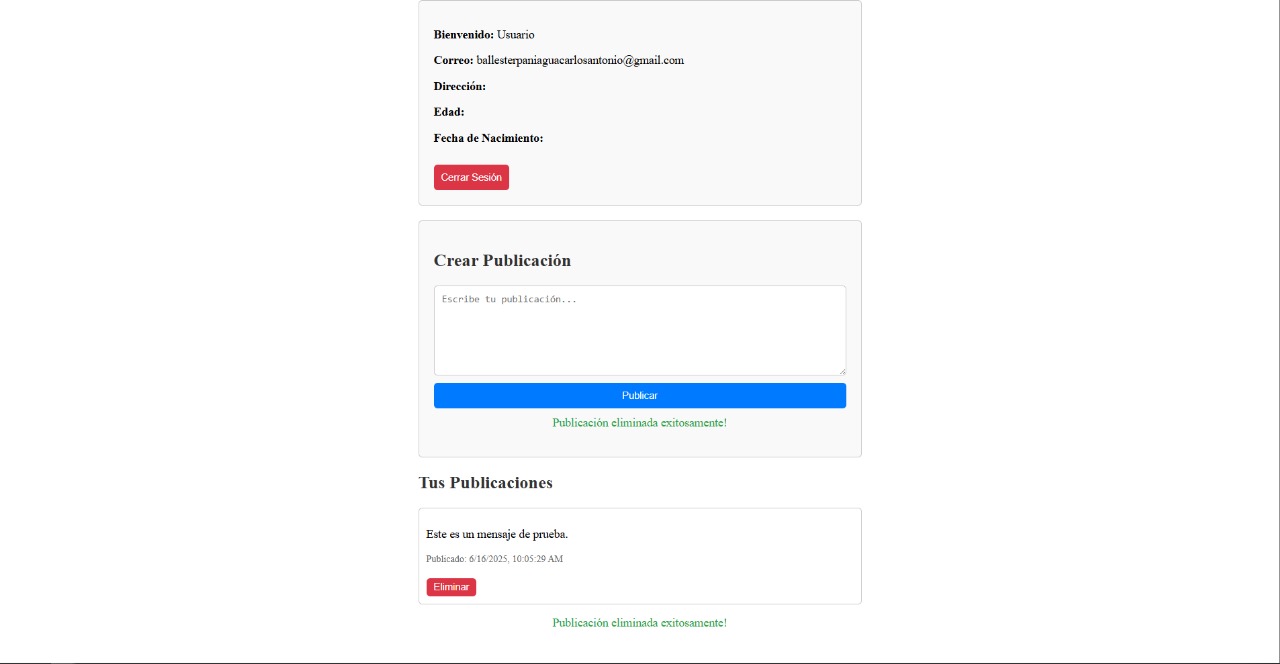 Bienvenido: Usuario
Correo: ballesterpaniaguacarlosantonio@gmail.com
Dirección:
Edad:
Fecha de Nacimiento:
Cerrar Sesión
Crear Publicación
Escribe tu publicación...
Publicar
Publicación eliminada exitosamente!
Tus Publicaciones
Este es un mensaje de prueba.
Publicado: 6/16/2025, 10:05:29 AM
Eliminar
Publicación eliminada exitosamente!